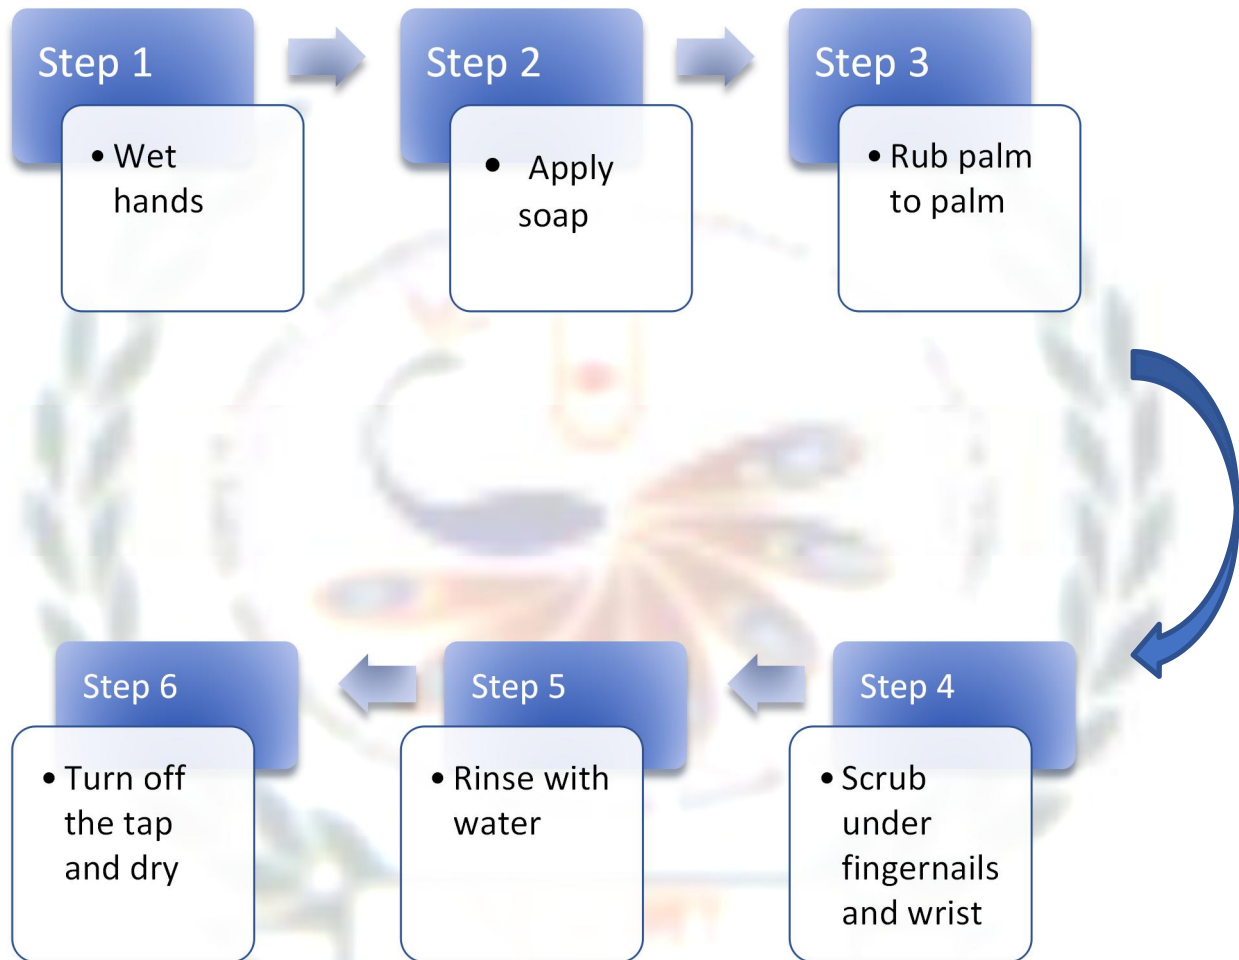 Step 1
• Wet
hands
Step 2
• Apply
soap
Step 3
• Rub palm
to palm
Step 4
• Scrub
under
fingernails
and wrist
Step 5
• Rinse with
water
Step 6
• Turn off
the tap
and dry